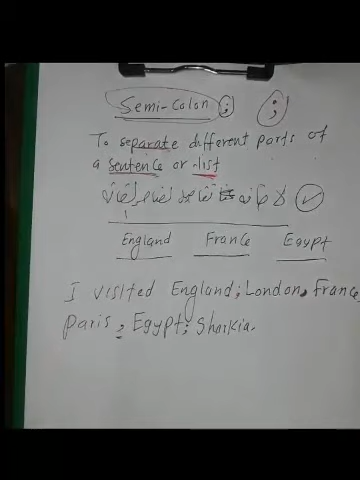 Semi-Colon ; ;
To separate different parts of
a sentence or list
England France Egypt
I visited England; London, France
Paris, Egypt; Sharkia.